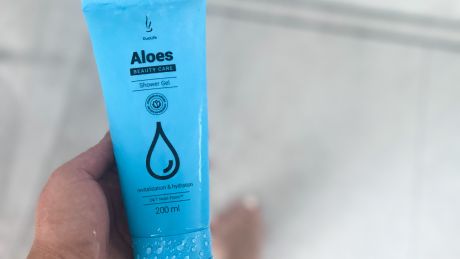 DuoLife
Aloes
BEAUTY CARE
Shower Gel
revitalization & hydration
200 ml